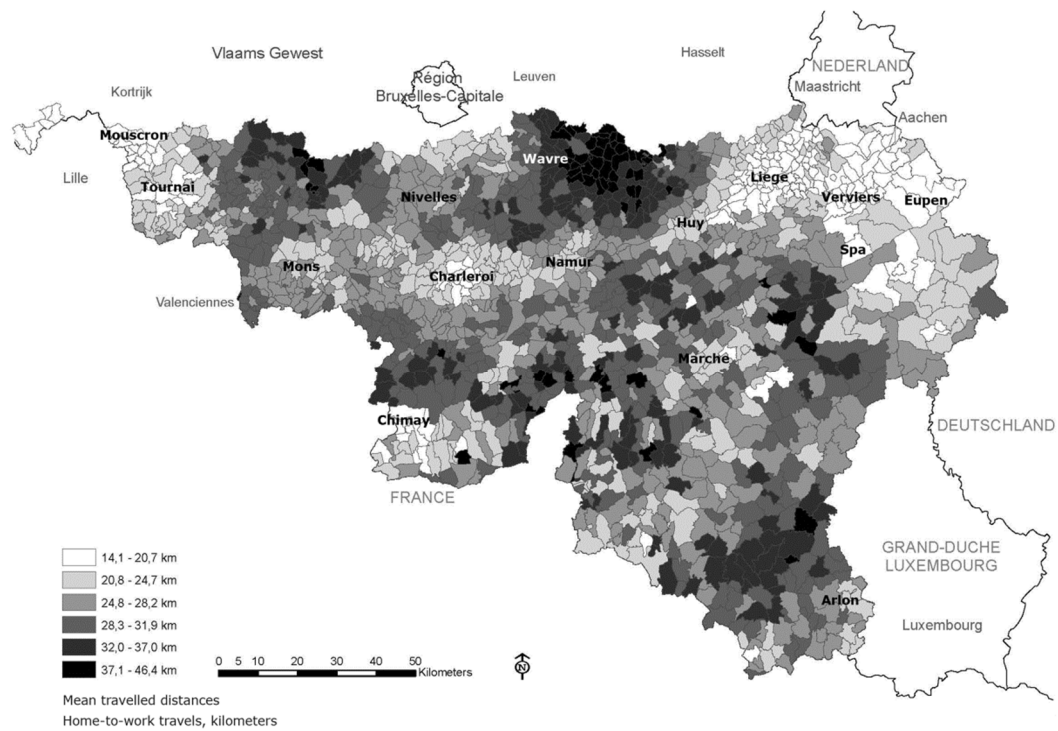 Vlaams Gewest
Hasselt
NEDERLAND
Maastricht
Région
Bruxelles-Capitale
Leuven
Kortrijk
Aachen
Mouscron
Lille
Wavre
Tournai
Liege
Nivelles
Verviers
Eupen
Huy
Spa
Mons
Charleroi
Namur
Valenciennes
Marche
Chimay
DEUTSCHLAND
FRANCE
GRAND-DUCHE
LUXEMBOURG
Arlon
Luxembourg
14,1 - 20,7 km
20,8 - 24,7 km
24,8 - 28,2 km
28,3 - 31,9 km
32,0 - 37,0 km
37,1 - 46,4 km
0 5 10 20 30 40 50
Kilometers
N
Mean travelled distances
Home-to-work travels, kilometers